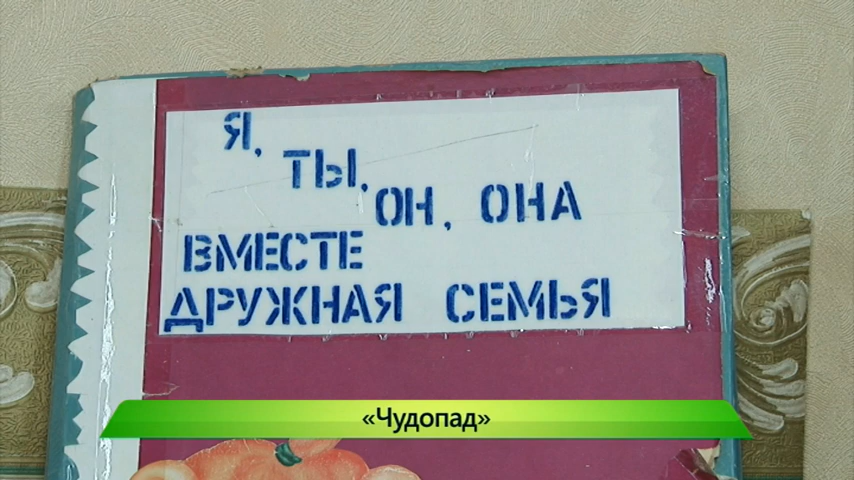 Я,
ТЫ,
ОН, ОНА
ВМЕСТЕ
ДРУЖНАЯ СЕМЬЯ
«Чудопад»